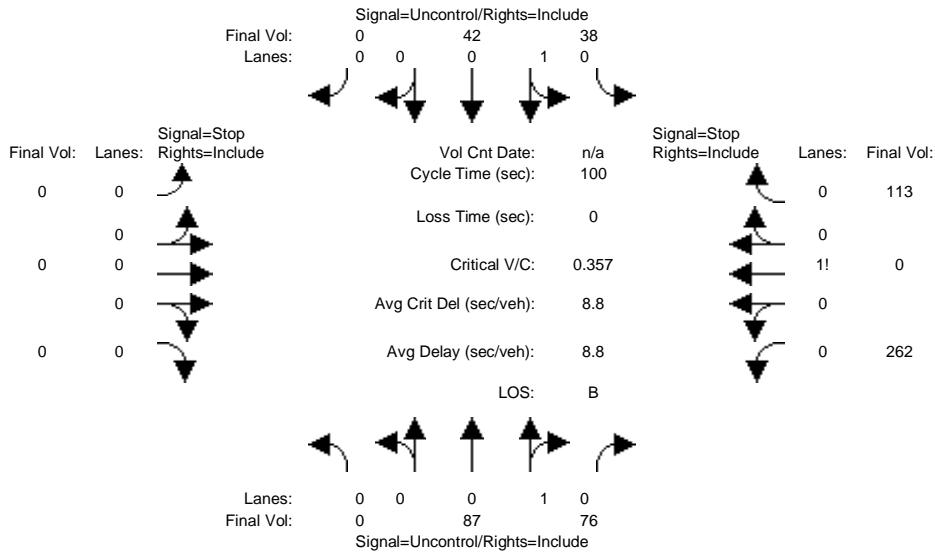 Signal=Uncontrol/Rights=Include
Final Vol: 0 42 38
Lanes: 0 0 0 1 0
Signal=Stop Signal=Stop
Final Vol: Lanes: Rights=Include Vol Cnt Date: n/a Rights=Include Lanes: Final Vol:
Cycle Time (sec): 100
0 0 0 113
Loss Time (sec): 0
0 0
0 0 Critical V/C: 0.357 1! 0
0 Avg Crit Del (sec/veh): 8.8 0
0 0 Avg Delay (sec/veh): 8.8 0 262
LOS: B
Lanes: 0 0 0 1 0
Final Vol: 0 87 76
Signal=Uncontrol/Rights=Include